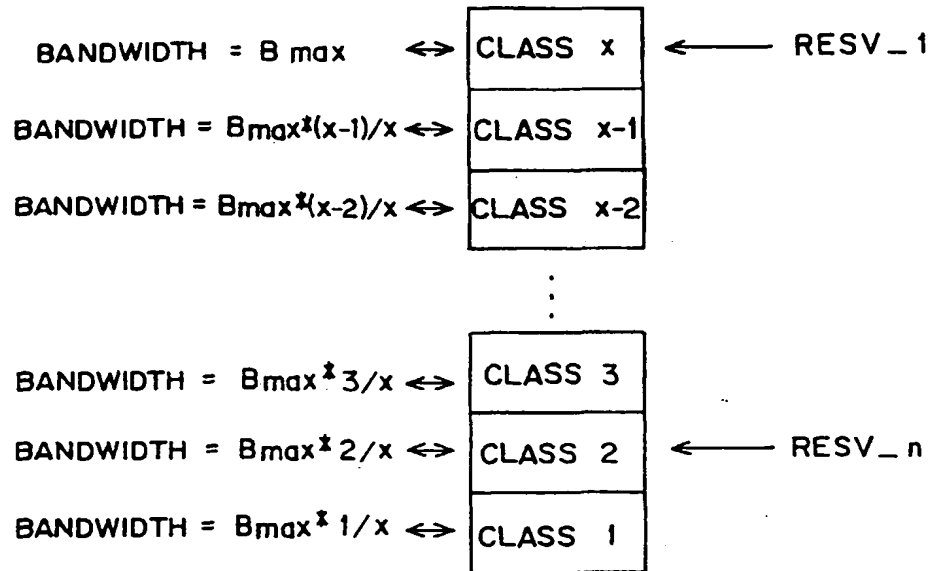 BANDWIDTH = Bmax ↔ CLASS x ← RESV_1
BANDWIDTH = Bmax*(x-1)/x ↔ CLASS x-1
BANDWIDTH = Bmax*(x-2)/x ↔ CLASS x-2
BANDWIDTH = Bmax*3/x ↔ CLASS 3
BANDWIDTH = Bmax*2/x ↔ CLASS 2 ← RESV_n
BANDWIDTH = Bmax*1/x ↔ CLASS 1